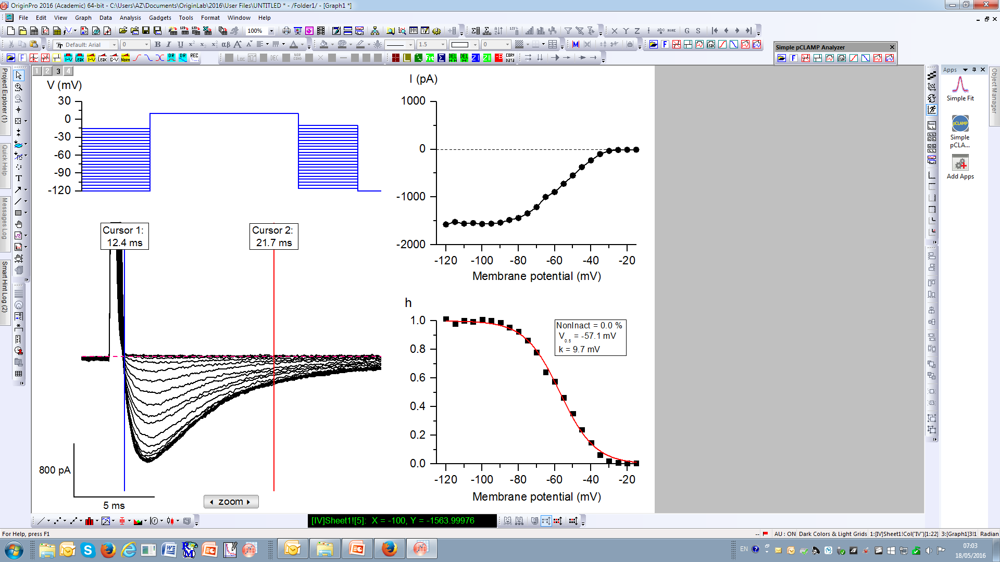 OriginPro 2016 (Academic) 64-bit - C:\Users\AZ\Documents\OriginLab\2016\User Files\UNTITLED * - /Folder1/ - [Graph1 *]
File Edit View Graph Data Analysis Gadgets Tools Format Window Help
100%
Default: Arial 0 B I U αβ A A 1.5 0
Simple pCLAMP Analyzer
1 2 3 4
Project Explorer (1)
Quick Help
Messages Log
Smart Hint Log (2)
V (mV)
30
0
-30
-60
-90
-120
Cursor 1:
12.4 ms
Cursor 2:
21.7 ms
800 pA
5 ms
zoom
I (pA)
1000
0
-1000
-2000
-120 -100 -80 -60 -40 -20
Membrane potential (mV)
h
1.0
0.8
0.6
0.4
0.2
0.0
NonInact = 0.0 %
V0.5 = -57.1 mV
k = 9.7 mV
-120 -100 -80 -60 -40 -20
Membrane potential (mV)
Apps
Simple Fit
pCLAMP
Simple
pCLA...
Add Apps
Object Manager
[IV]Sheet1![5]: X = -100, Y = -1563.99976
For Help, press F1
-- AU : ON Dark Colors & Light Grids 1:[IV]Sheet1!Col("IV")[1:22] 3:[Graph1]3!1 Radian
EN
07:03
18/05/2016